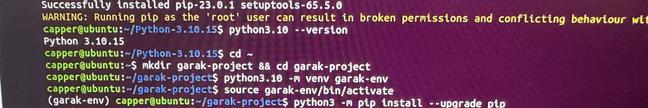 Successfully installed pip-23.0.1 setuptools-65.5.0
WARNING: Running pip as the 'root' user can result in broken permissions and conflicting behaviour wit
capper@ubuntu:~/Python-3.10.15$ python3.10 --version
Python 3.10.15
capper@ubuntu:~/Python-3.10.15$ cd ~
capper@ubuntu:~$ mkdir garak-project && cd garak-project
capper@ubuntu:~/garak-project$ python3.10 -m venv garak-env
capper@ubuntu:~/garak-project$ source garak-env/bin/activate
(garak-env) capper@ubuntu:~/garak-project$ python3 -m pip install --upgrade pip